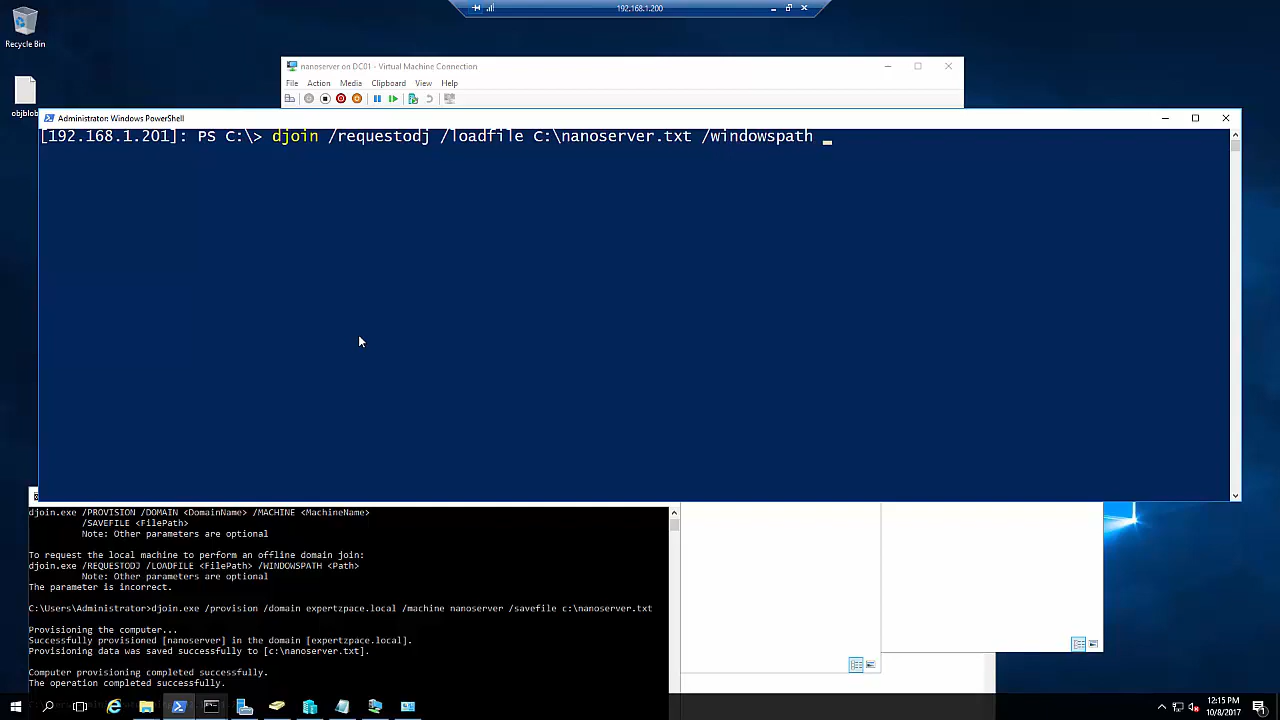 192.168.1.200
Recycle Bin
nanoserver on DC01 - Virtual Machine Connection
File Action Media Clipboard View Help
objblob
Administrator: Windows PowerShell
[192.168.1.201]: PS C:\> djoin /requestodj /loadfile C:\nanoserver.txt /windowspath
djoin.exe /PROVISION /DOMAIN <DomainName> /MACHINE <MachineName>
/SAVEFILE <FilePath>
Note: Other parameters are optional
To request the local machine to perform an offline domain join:
djoin.exe /REQUESTODJ /LOADFILE <FilePath> /WINDOWSPATH <Path>
Note: Other parameters are optional
The parameter is incorrect.
C:\Users\Administrator>djoin.exe /provision /domain expertzpace.local /machine nanoserver /savefile c:\nanoserver.txt
Provisioning the computer...
Successfully provisioned [nanoserver] in the domain [expertzpace.local].
Provisioning data was saved successfully to [c:\nanoserver.txt].
Computer provisioning completed successfully.
The operation completed successfully.
12:15 PM
10/8/2017